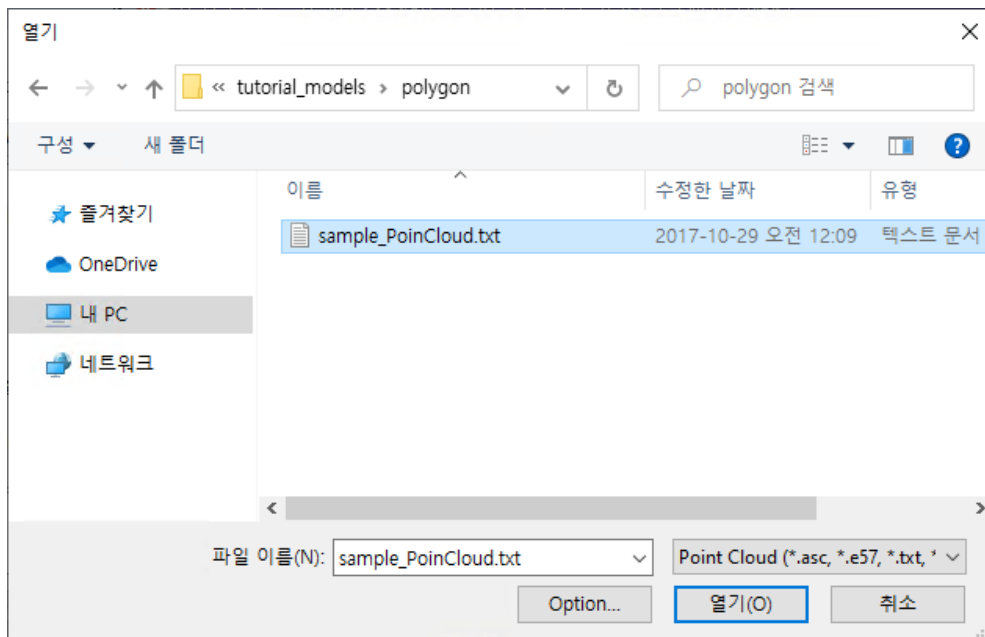 열기
« tutorial_models › polygon
polygon 검색
구성 새 폴더
이름 수정한 날짜 유형
sample_PoinCloud.txt 2017-10-29 오전 12:09 텍스트 문서
즐겨찾기
OneDrive
내 PC
네트워크
파일 이름(N): sample_PoinCloud.txt Point Cloud (*.asc, *.e57, *.txt, *
Option... 열기(O) 취소